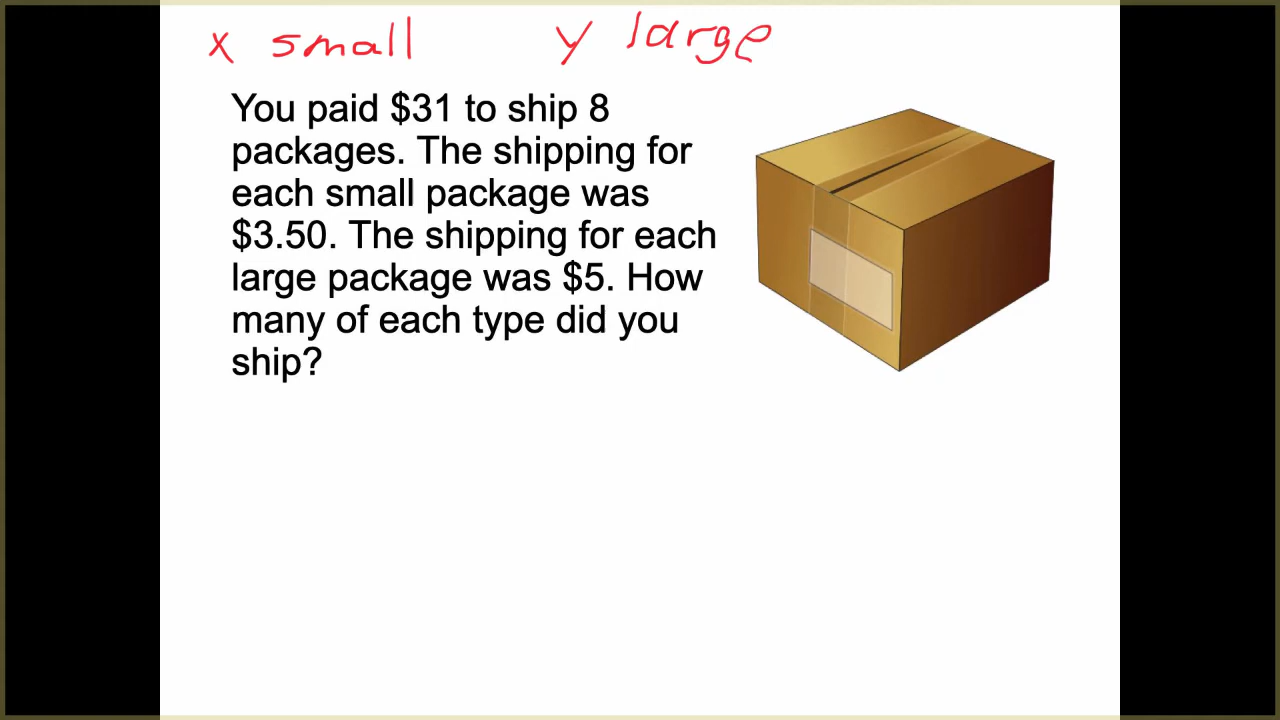 x small y large
You paid $31 to ship 8
packages. The shipping for
each small package was
$3.50. The shipping for each
large package was $5. How
many of each type did you
ship?